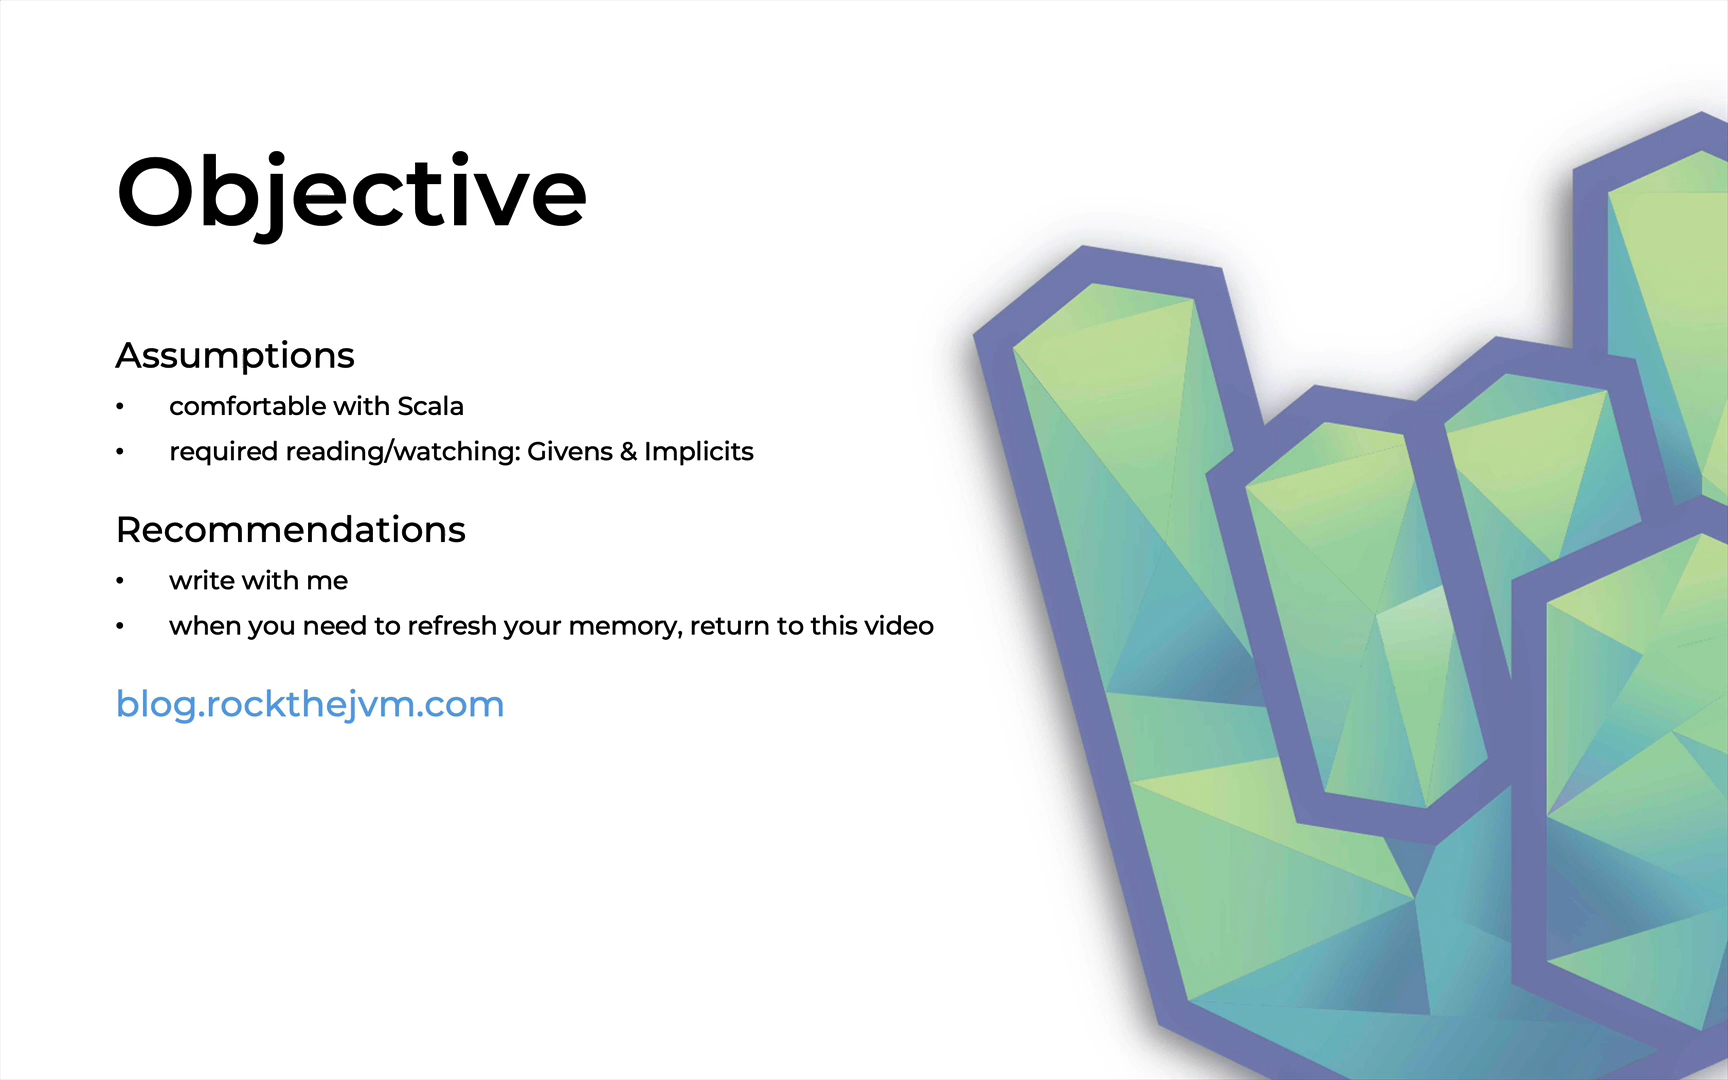 Objective
Assumptions
• comfortable with Scala
• required reading/watching: Givens & Implicits
Recommendations
• write with me
• when you need to refresh your memory, return to this video
blog.rockthejvm.com